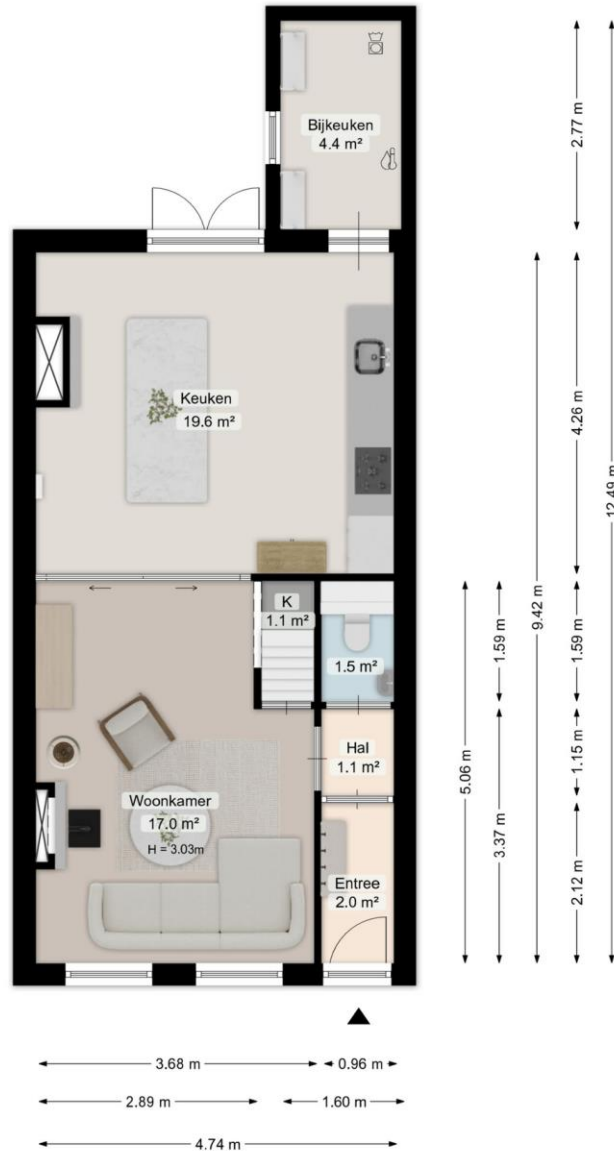 Bijkeuken
4.4 m²
2.77 m
Keuken
19.6 m²
4.26 m
12.49 m
9.42 m
K
1.1 m²
1.5 m²
1.59 m
1.59 m
Hal
1.1 m²
1.15 m
5.06 m
3.37 m
Woonkamer
17.0 m²
H = 3.03m
Entree
2.0 m²
2.12 m
3.68 m
0.96 m
2.89 m
1.60 m
4.74 m